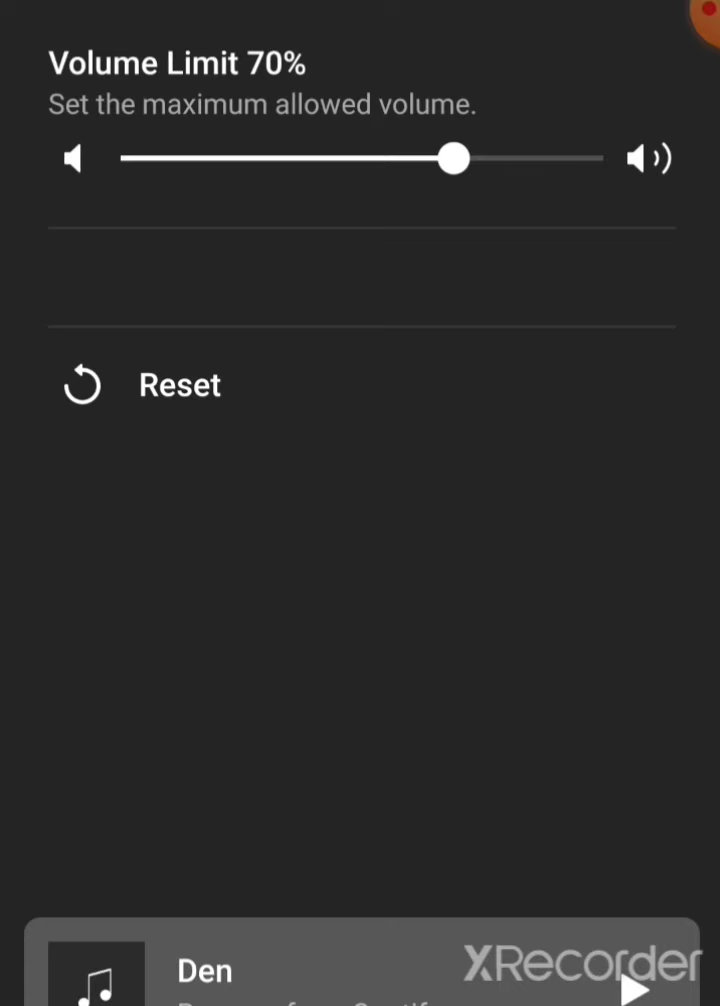 Volume Limit 70%
Set the maximum allowed volume.
Reset
Den
XRecorder